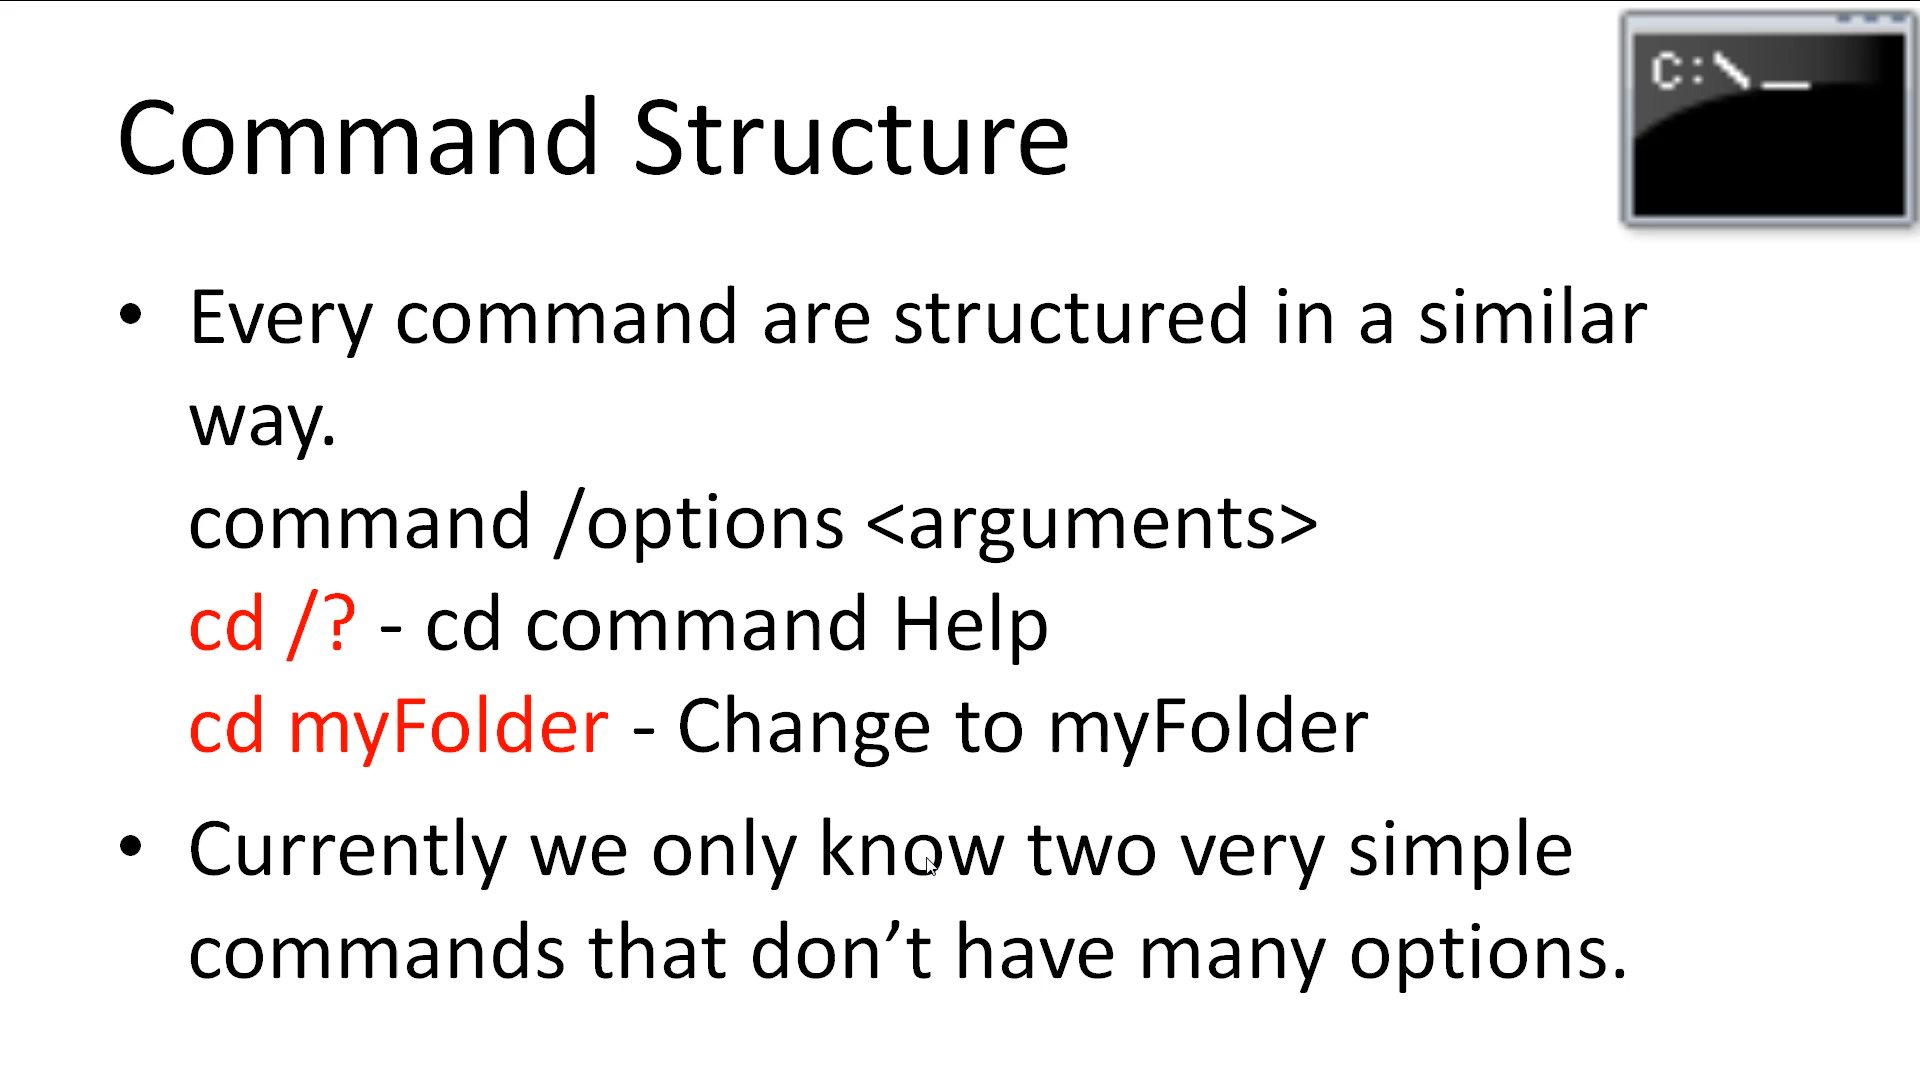 C:\_
Command Structure
• Every command are structured in a similar
way.
command /options <arguments>
cd /? - cd command Help
cd myFolder - Change to myFolder
• Currently we only know two very simple
commands that don’t have many options.